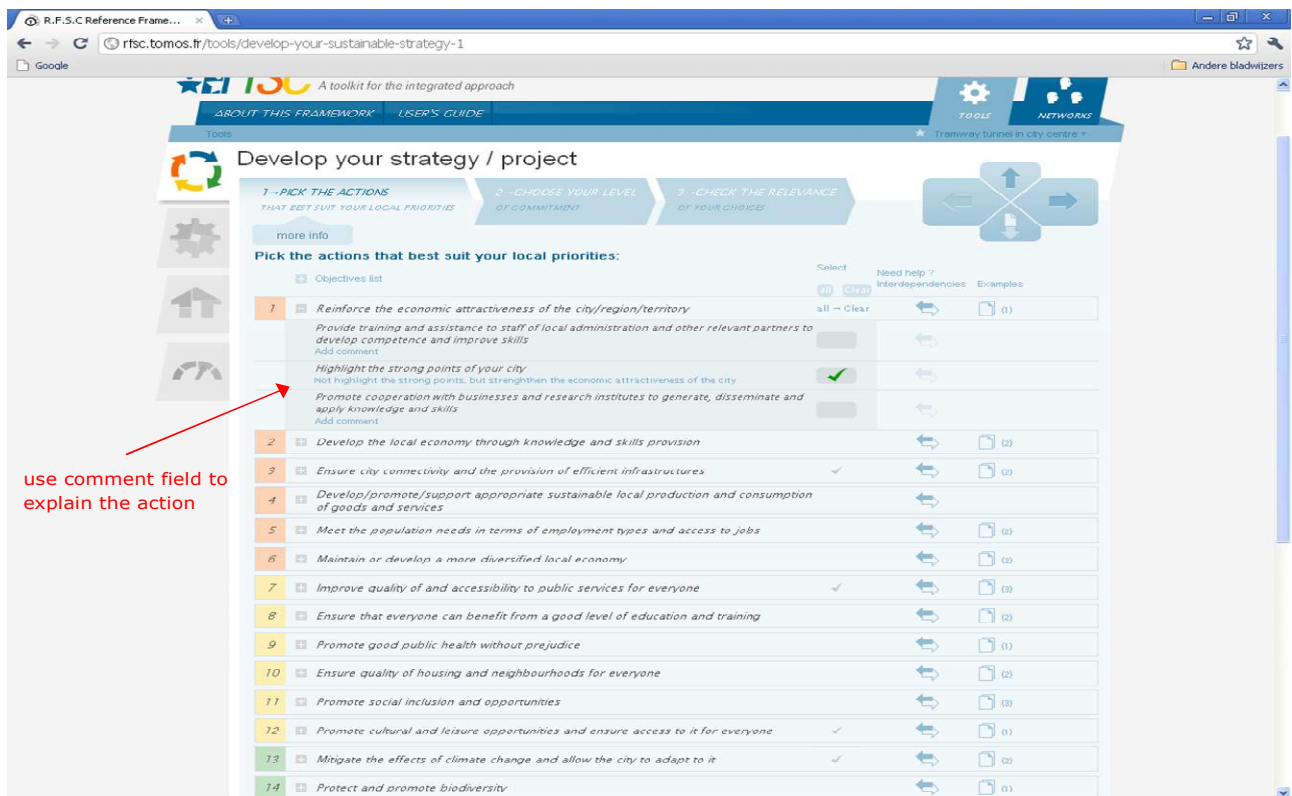 R.F.S.C Reference Frame...
rfsc.tomos.fr/tools/develop-your-sustainable-strategy-1
Google
Andere bladwijzers
A toolkit for the integrated approach
ABOUT THIS FRAMEWORK
USER'S GUIDE
TOOLS
NETWORKS
Tools
Tramway tunnel in city centre
Develop your strategy / project
1 -PICK THE ACTIONS
THAT BEST SUIT YOUR LOCAL PRIORITIES
2 -CHOOSE YOUR LEVEL
OF COMMITMENT
3 -CHECK THE RELEVANCE
OF YOUR CHOICES
more info
Pick the actions that best suit your local priorities:
Objectives list
Select
all Clear
Need help ?
Interdependencies
Examples
1 Reinforce the economic attractiveness of the city/region/territory all – Clear (1)
Provide training and assistance to staff of local administration and other relevant partners to
develop competence and improve skills
Add comment
Highlight the strong points of your city
Not highlight the strong points, but strenghthen the economic attractiveness of the city
Promote cooperation with businesses and research institutes to generate, disseminate and
apply knowledge and skills
Add comment
use comment field to
explain the action
2 Develop the local economy through knowledge and skills provision (2)
3 Ensure city connectivity and the provision of efficient infrastructures (2)
4 Develop/promote/support appropriate sustainable local production and consumption
of goods and services
5 Meet the population needs in terms of employment types and access to jobs (2)
6 Maintain or develop a more diversified local economy (2)
7 Improve quality of and accessibility to public services for everyone (3)
8 Ensure that everyone can benefit from a good level of education and training (2)
9 Promote good public health without prejudice (1)
10 Ensure quality of housing and neighbourhoods for everyone (2)
11 Promote social inclusion and opportunities (3)
12 Promote cultural and leisure opportunities and ensure access to it for everyone (1)
13 Mitigate the effects of climate change and allow the city to adapt to it (2)
14 Protect and promote biodiversity (1)